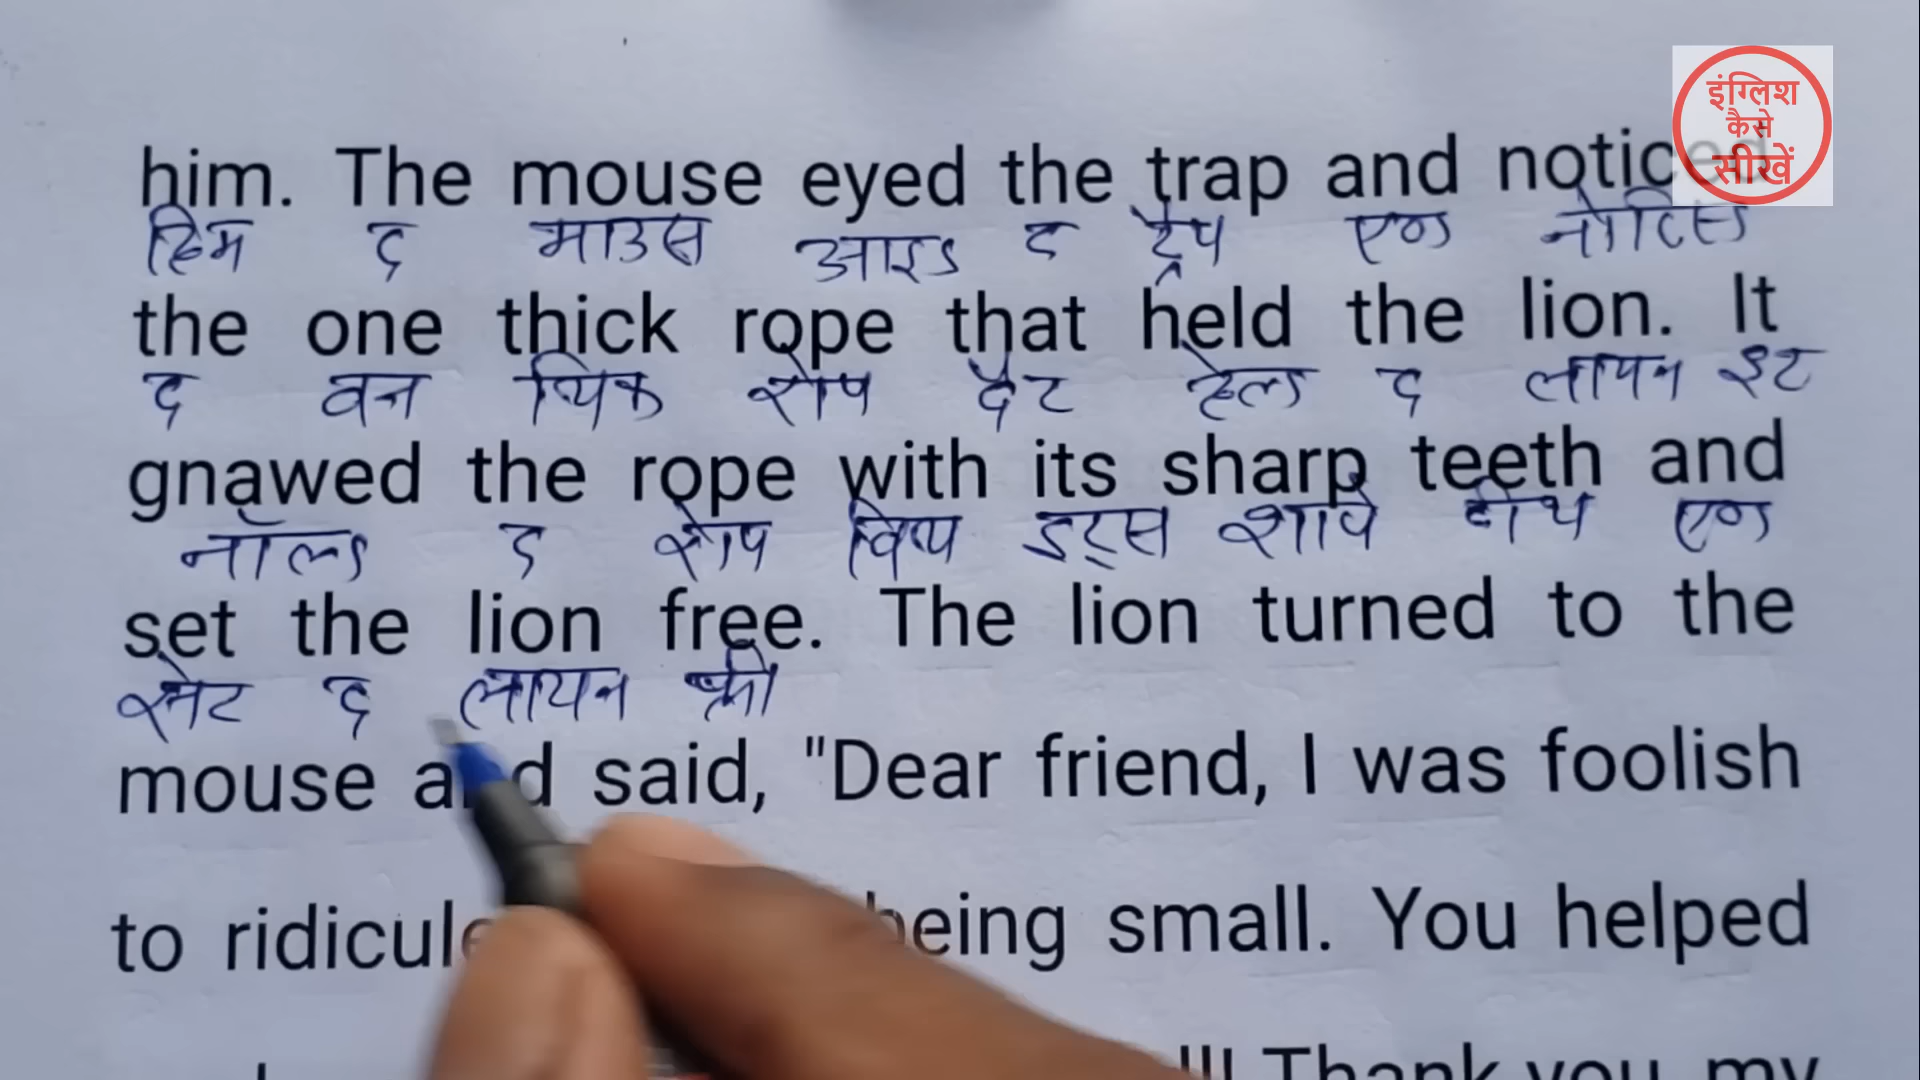 इंग्लिश
कैसे
सीखें
him. The mouse eyed the trap and noticed
हिम द माउस आइड द ट्रैप एण्ड नोटिस
the one thick rope that held the lion. It
द वन थिक रोप दैट हेल्ड द लायन इट
gnawed the rope with its sharp teeth and
नॉल्ड द रोप विथ इट्स शार्प टीथ एण्ड
set the lion free. The lion turned to the
सेट द लायन फ्री
mouse and said, "Dear friend, I was foolish
to being small. You helped
Thank you my